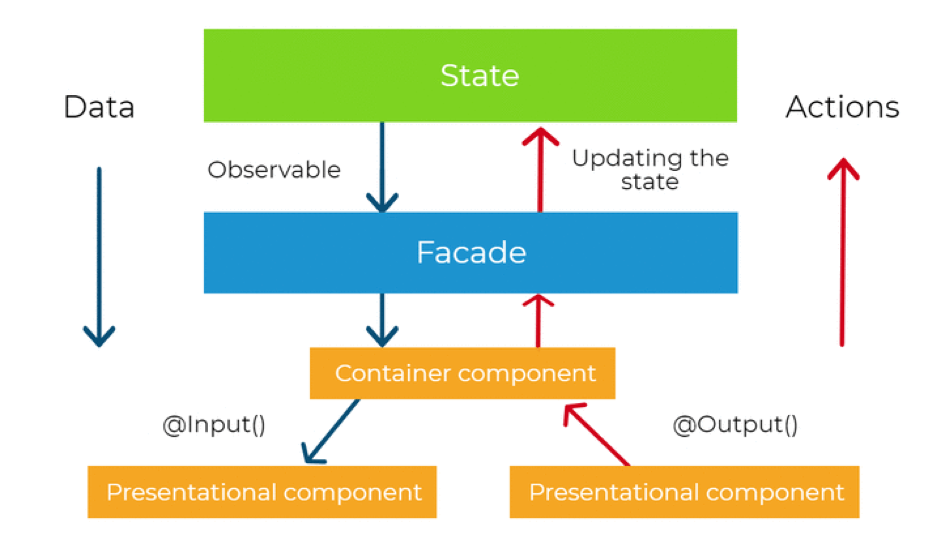 State
Data
Actions
Observable
Updating the
state
Facade
Container component
@Input()
@Output()
Presentational component
Presentational component